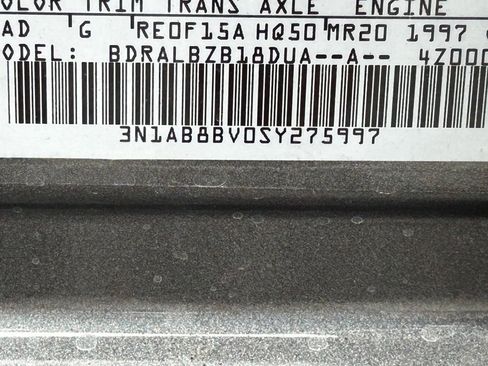 COLOR TRIM TRANS AXLE ENGINE
AD G RE0F15A HQ50 MR20 1997
MODEL: BDRALBZB18DUA--A-- 4Z000
3N1AB8BV0SY275997